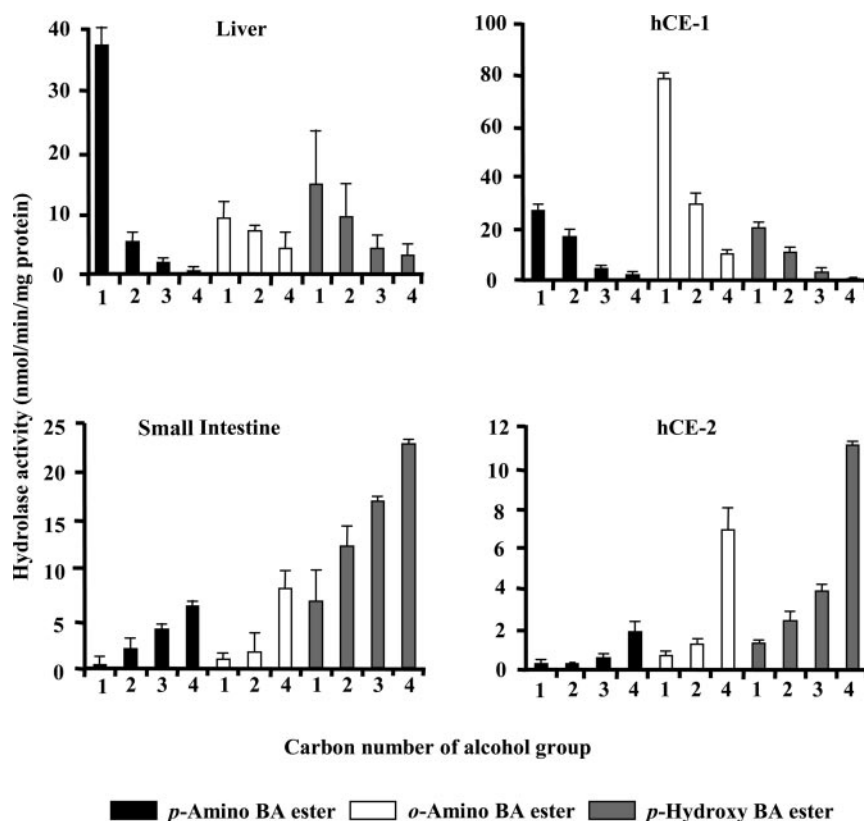 Liver
40
30
20
10
0
1 2 3 4 1 2 4 1 2 3 4
hCE-1
100
80
60
40
20
0
1 2 3 4 1 2 4 1 2 3 4
Hydrolase activity (nmol/min/mg protein)
Small Intestine
25
20
15
10
5
0
1 2 3 4 1 2 4 1 2 3 4
hCE-2
12
10
8
6
4
2
0
1 2 3 4 1 2 4 1 2 3 4
Carbon number of alcohol group
p-Amino BA ester o-Amino BA ester p-Hydroxy BA ester